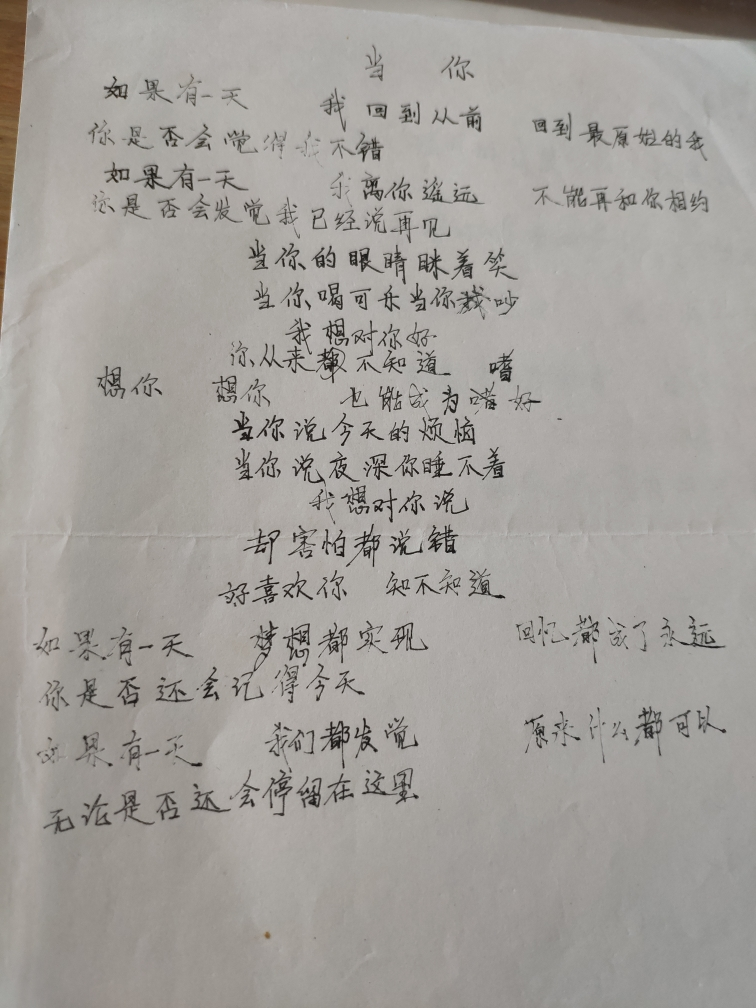 当 你
如果有一天 我回到从前 回到最原始的我
你是否会觉得我不错
如果有一天 我离你遥远 不能再和你相约
你是否会发觉我已经说再见
当你的眼睛眯着笑
当你喝可乐当你吵
我想对你好
你从来都不知道 嗜
想你 想你 也能成为嗜好
当你说今天的烦恼
当你说夜深你睡不着
我想对你说
却害怕都说错
好喜欢你 知不知道
如果有一天 梦想都实现 回忆都成了永远
你是否还会记得今天
如果有一天 我们都发觉 原来什么都可以
无论是否还会停留在这里